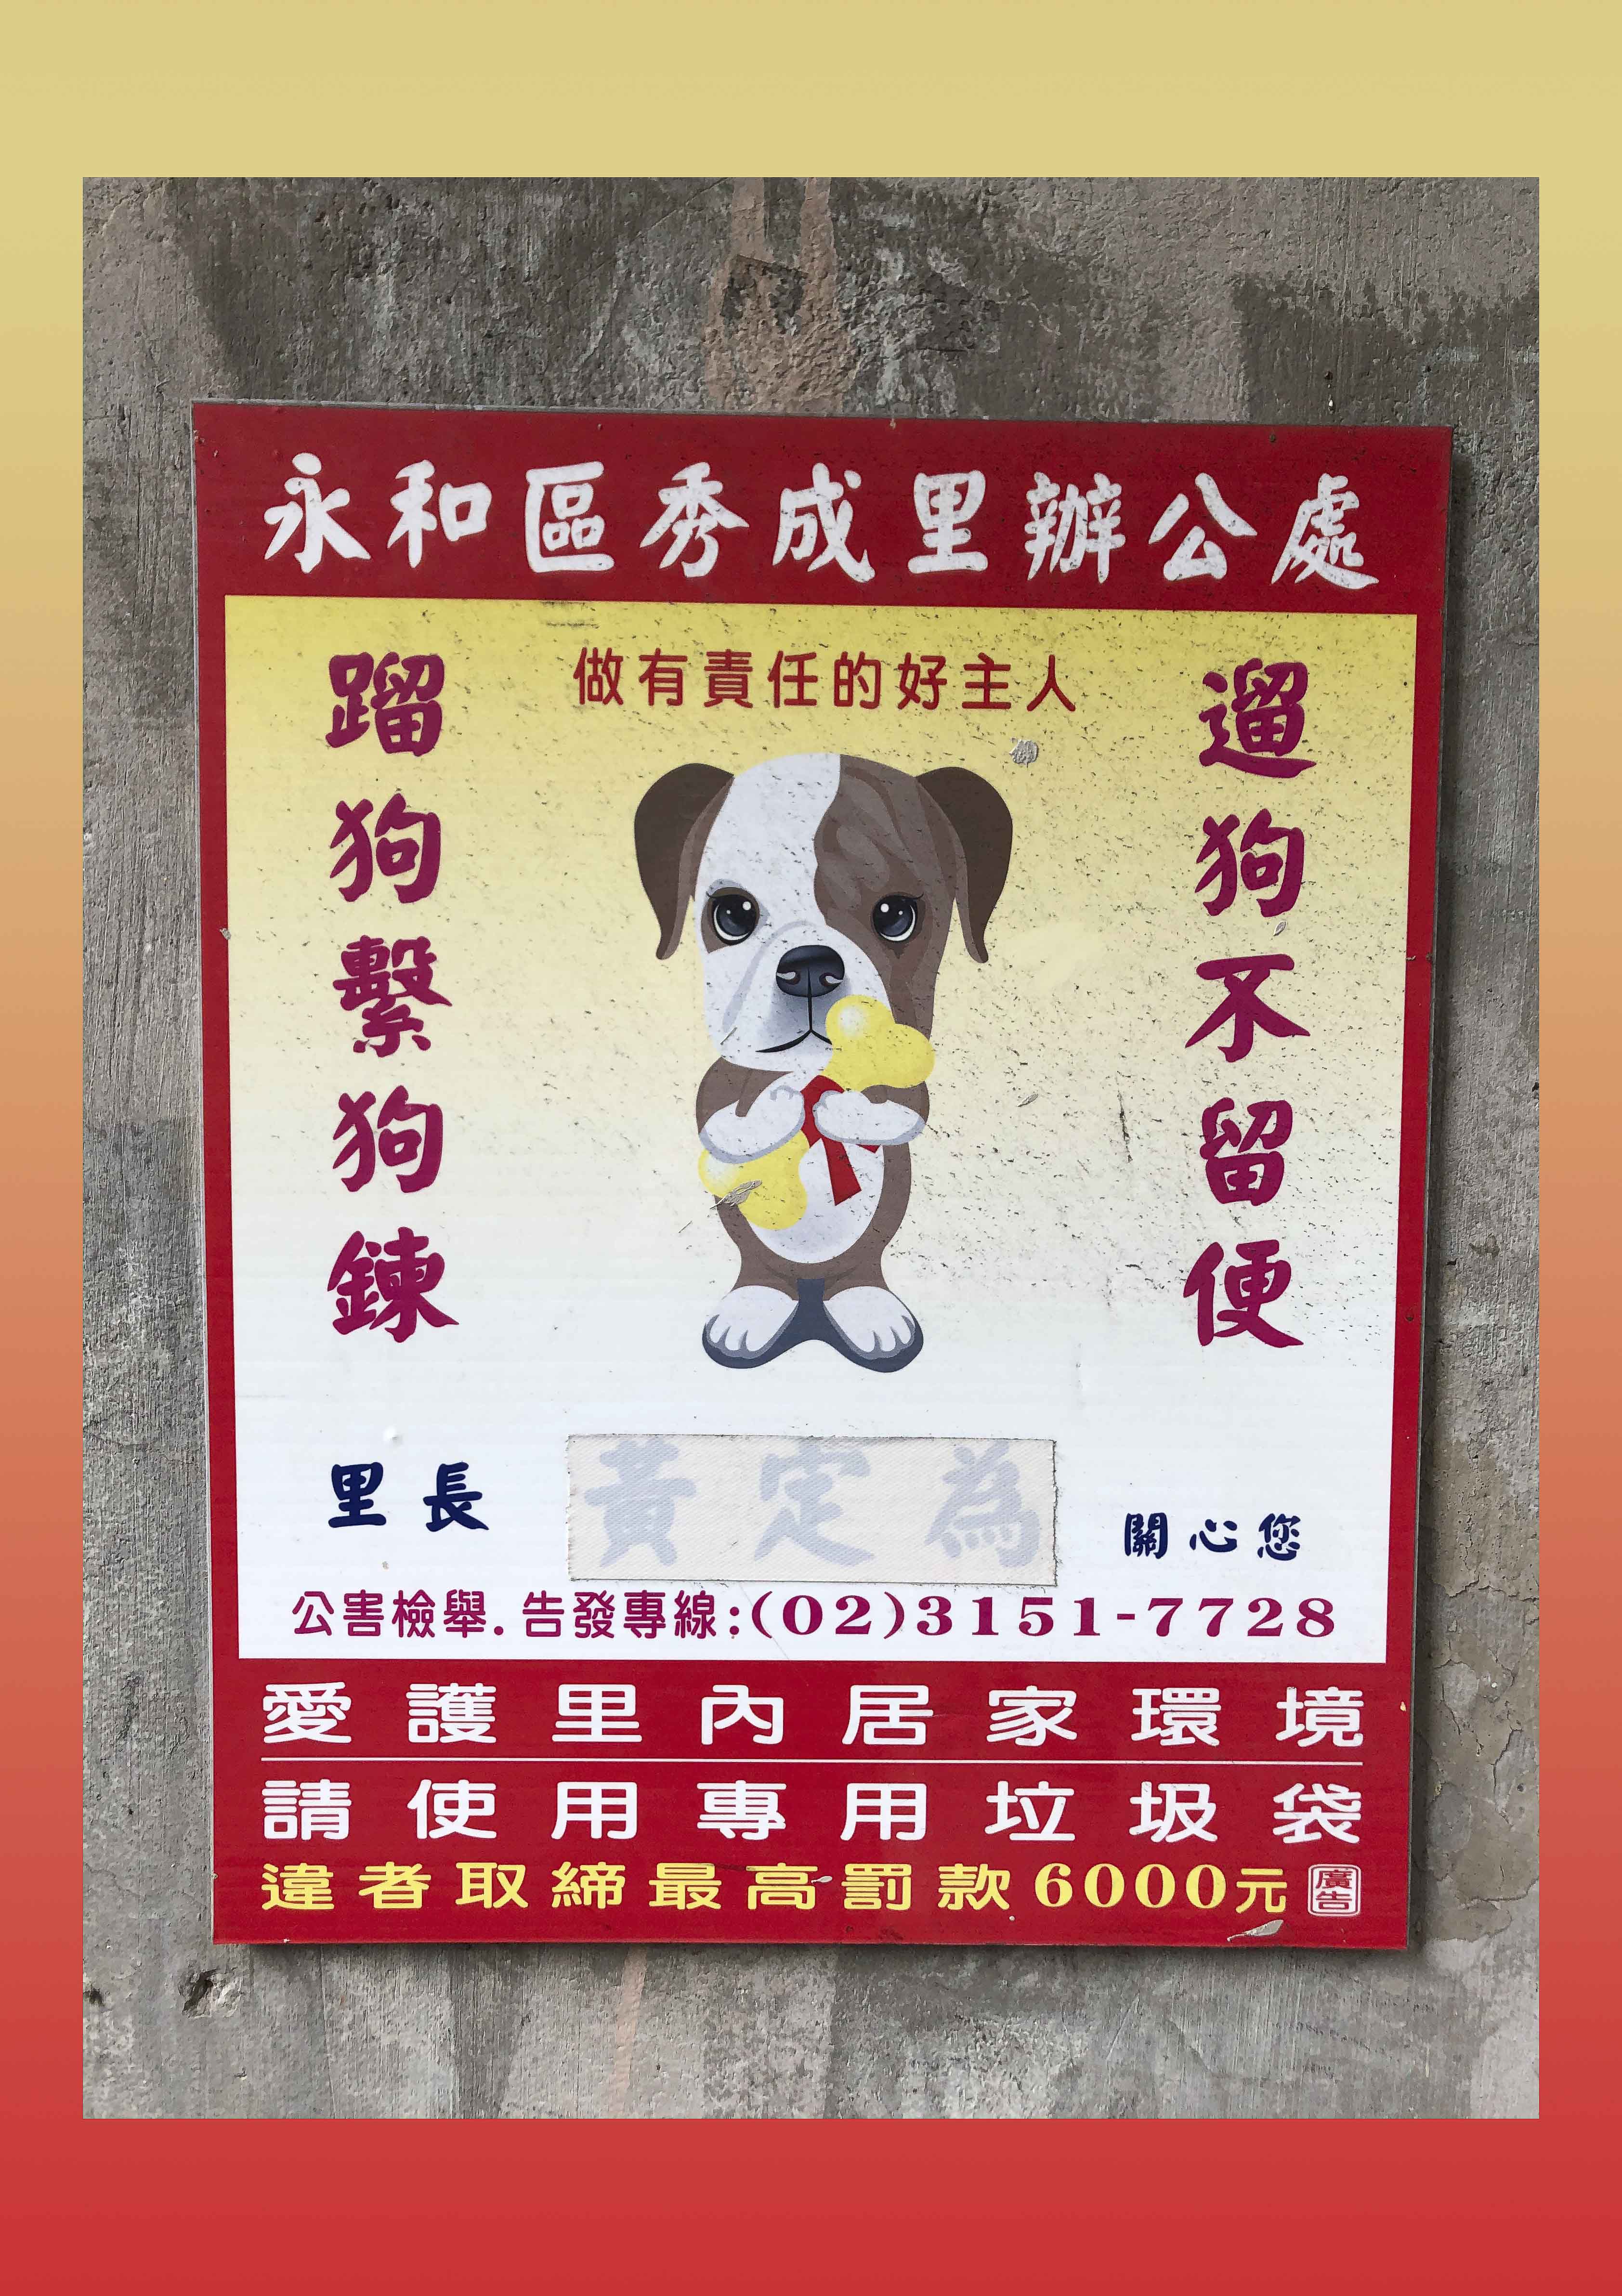 永和區秀成里辦公處
做有責任的好主人
遛狗不留便
蹓狗繫狗鍊
里長 黃定為 關心您
公害檢舉.告發專線:(02)3151-7728
愛護里內居家環境
請使用專用垃圾袋
違者取締最高罰款6000元 廣告